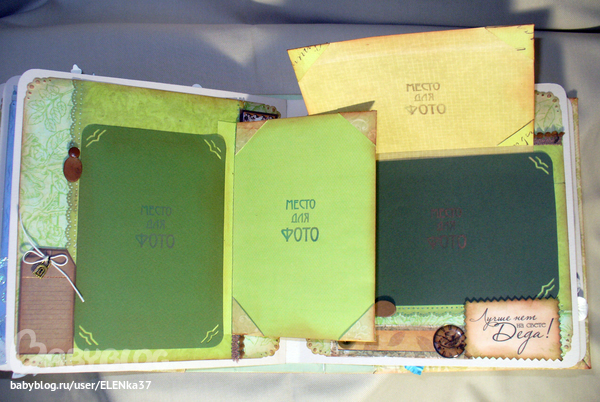 МЕСТО
ДЛЯ
ФОТО
МЕСТО
ДЛЯ
ФОТО
МЕСТО
ДЛЯ
ФОТО
МЕСТО
ДЛЯ
ФОТО
Лучше нет
на свете
Деда!
babyblog.ru/user/ELENka37